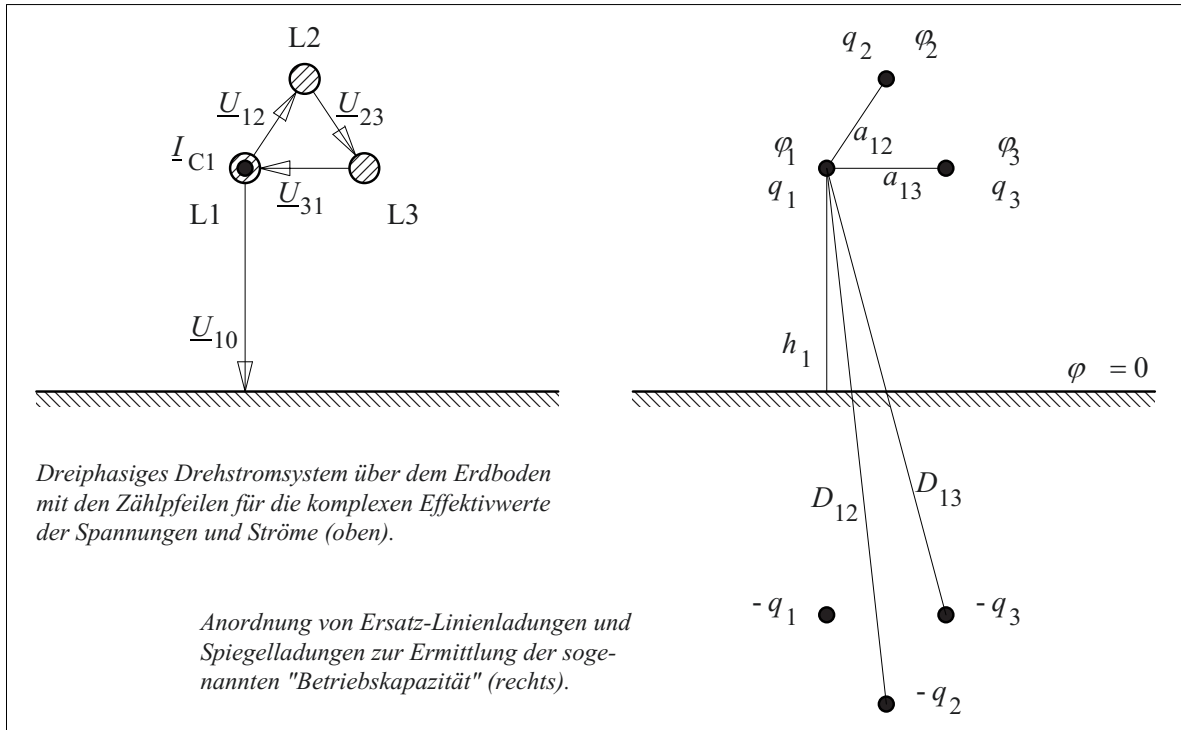 L2
U12
U23
IC1
U31
L1
L3
U10
q2 φ2
a12
φ1
φ3
a13
q1
q3
h1
φ = 0
D12
D13
- q1
- q3
- q2
Dreiphasiges Drehstromsystem über dem Erdboden
mit den Zählpfeilen für die komplexen Effektivwerte
der Spannungen und Ströme (oben).
Anordnung von Ersatz-Linienladungen und
Spiegelladungen zur Ermittlung der soge-
nannten "Betriebskapazität" (rechts).